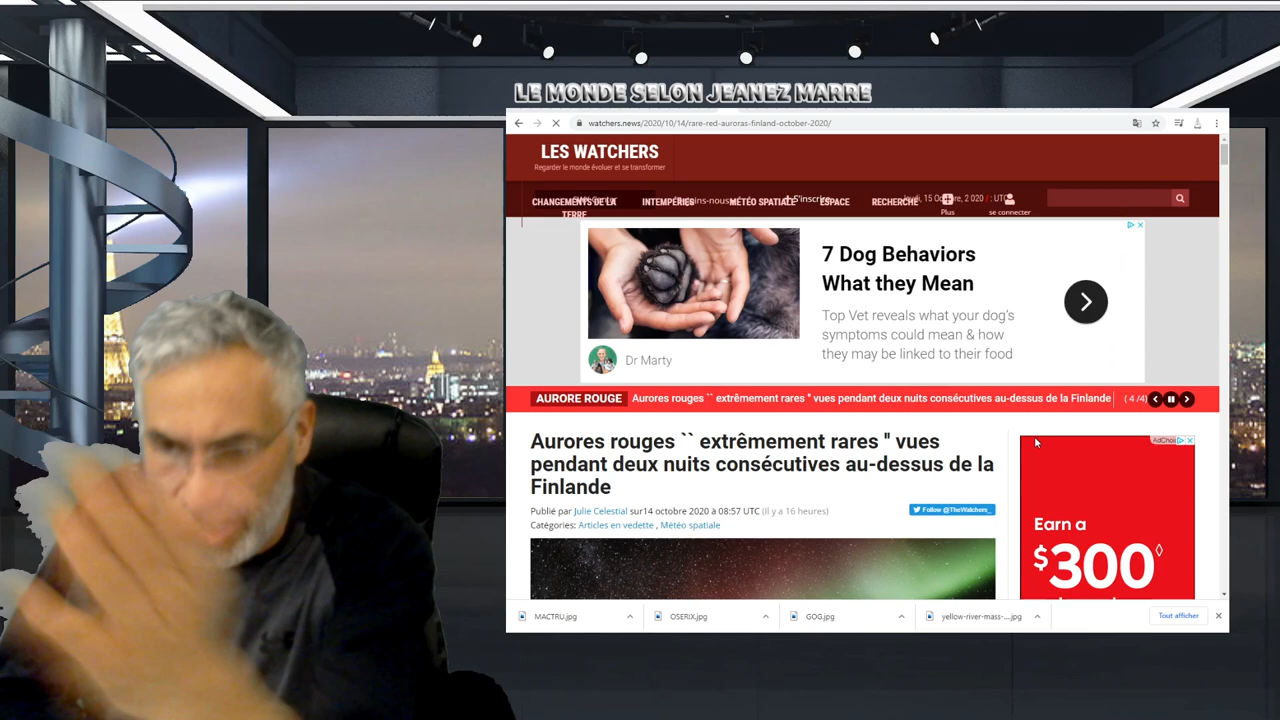 LE MONDE SELON JEANEZ MARRE
watchers.news/2020/10/14/rare-red-auroras-finland-october-2020/
LES WATCHERS
Regarder le monde évoluer et se transformer
CHANGEMENTS DE LA
TERRE
INTEMPÉRIES
MÉTÉO SPATIALE
ESPACE
RECHERCHE
S'inscrire
Plus
se connecter
7 Dog Behaviors
What they Mean
Top Vet reveals what your dog's
symptoms could mean & how
they may be linked to their food
Dr Marty
AURORE ROUGE Aurores rouges `` extrêmement rares '' vues pendant deux nuits consécutives au-dessus de la Finlande ( 4 /4)
Aurores rouges `` extrêmement rares '' vues
pendant deux nuits consécutives au-dessus de la
Finlande
Publié par Julie Celestial sur14 octobre 2020 à 08:57 UTC (Il y a 16 heures)
Follow @TheWatchers_
Catégories: Articles en vedette , Météo spatiale
AdChoic
Earn a
$300◊
MACTRU.jpg
OSERIX.jpg
GOG.jpg
yellow-river-mass-....jpg
Tout afficher